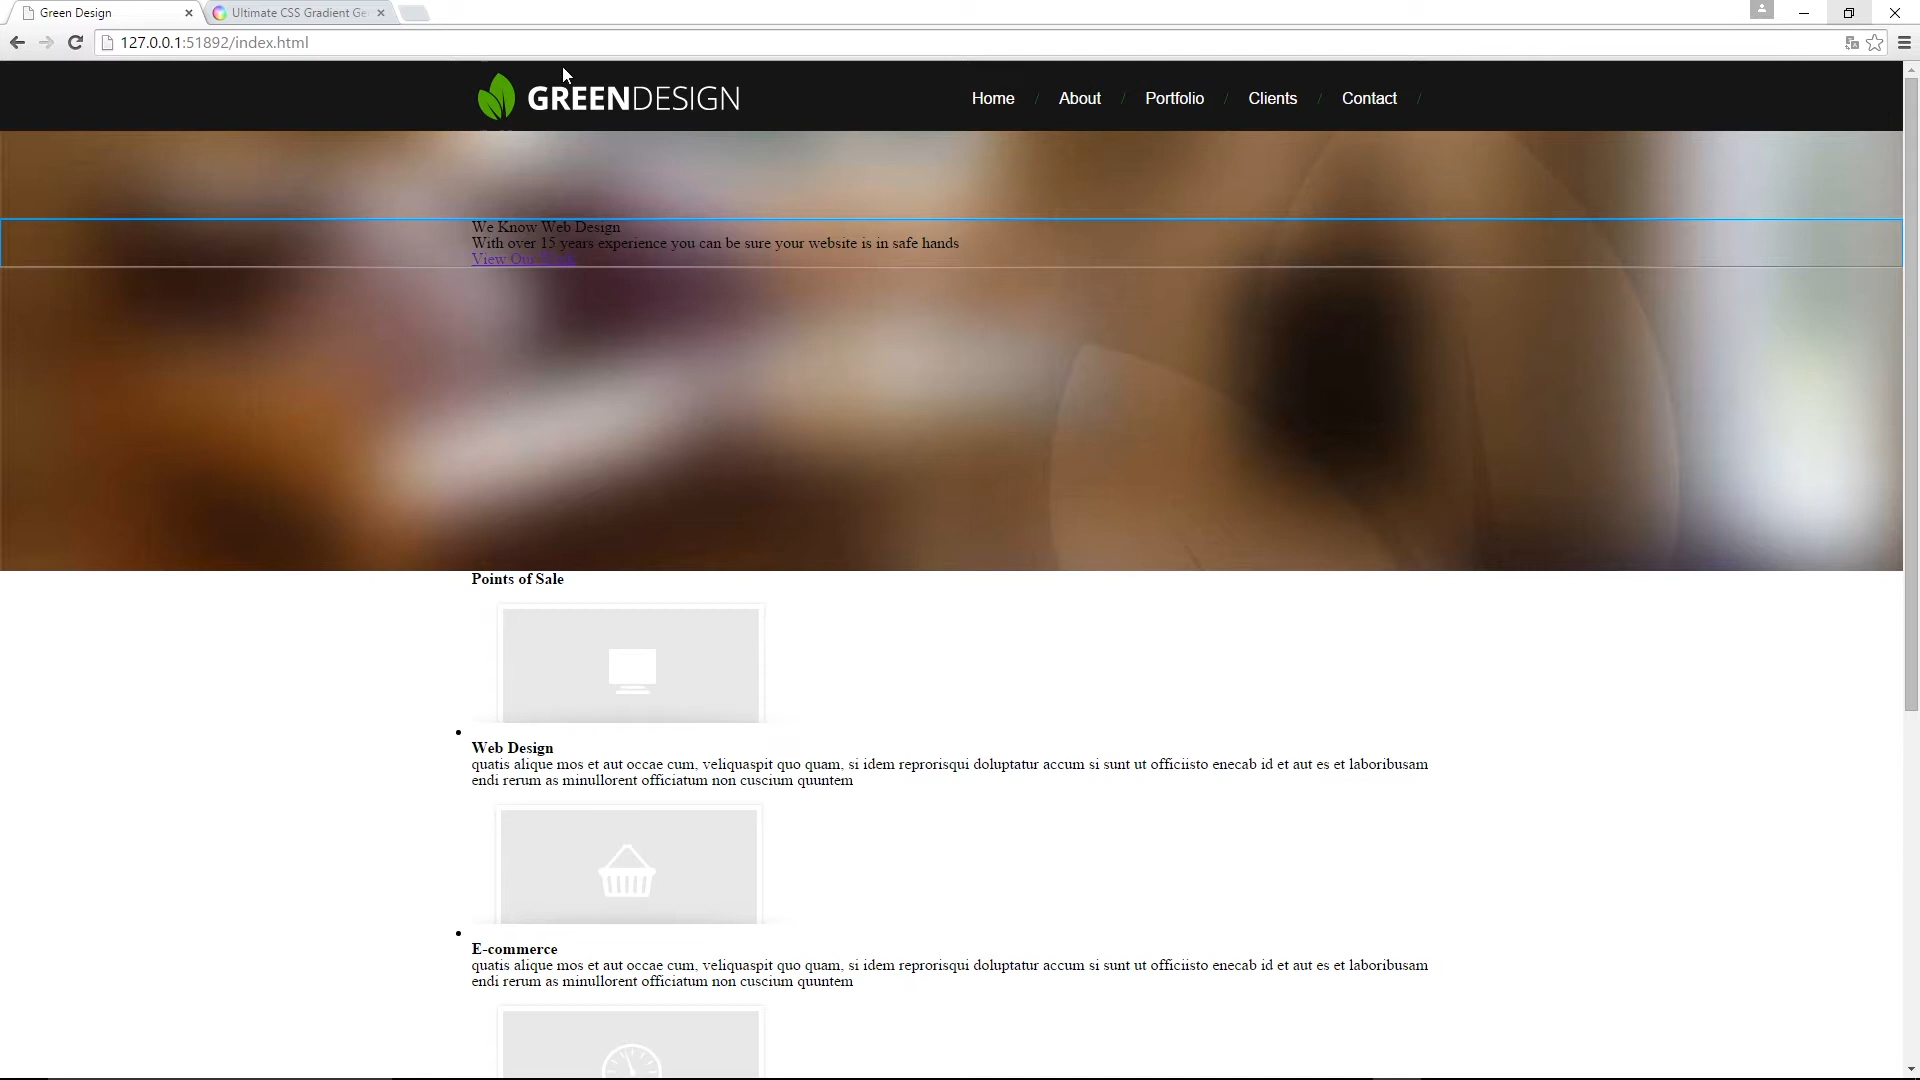 Green Design
Ultimate CSS Gradient Ge
127.0.0.1:51892/index.html
GREENDESIGN
Home / About / Portfolio / Clients / Contact /
We Know Web Design
With over 15 years experience you can be sure your website is in safe hands
View Our
Points of Sale
Web Design
quatis alique mos et aut occae cum, veliquaspit quo quam, si idem reprorisqui doluptatur accum si sunt ut officiisto enecab id et aut es et laboribusam
endi rerum as minullorent officiatum non cuscium quuntem
E-commerce
quatis alique mos et aut occae cum, veliquaspit quo quam, si idem reprorisqui doluptatur accum si sunt ut officiisto enecab id et aut es et laboribusam
endi rerum as minullorent officiatum non cuscium quuntem